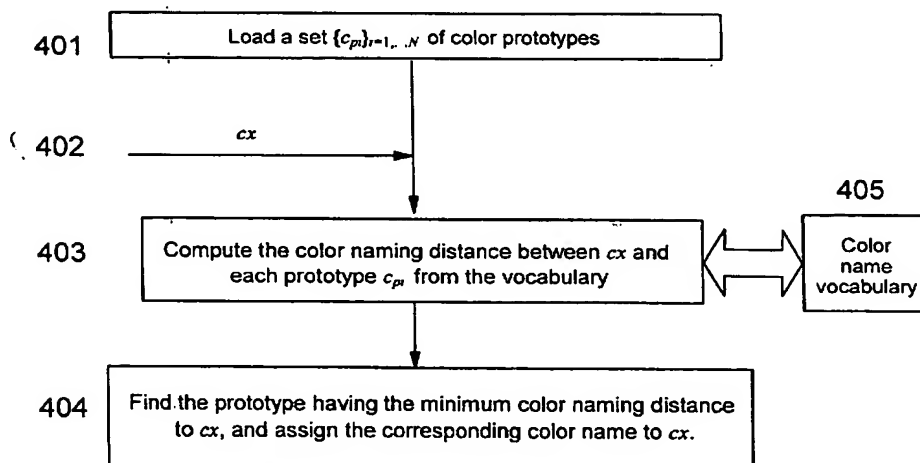 401
Load a set {c_pi}_i=1,. .,N of color prototypes
402
cx
405
403
Compute the color naming distance between cx and
each prototype c_pi from the vocabulary
Color
name
vocabulary
404
Find the prototype having the minimum color naming distance
to cx, and assign the corresponding color name to cx.